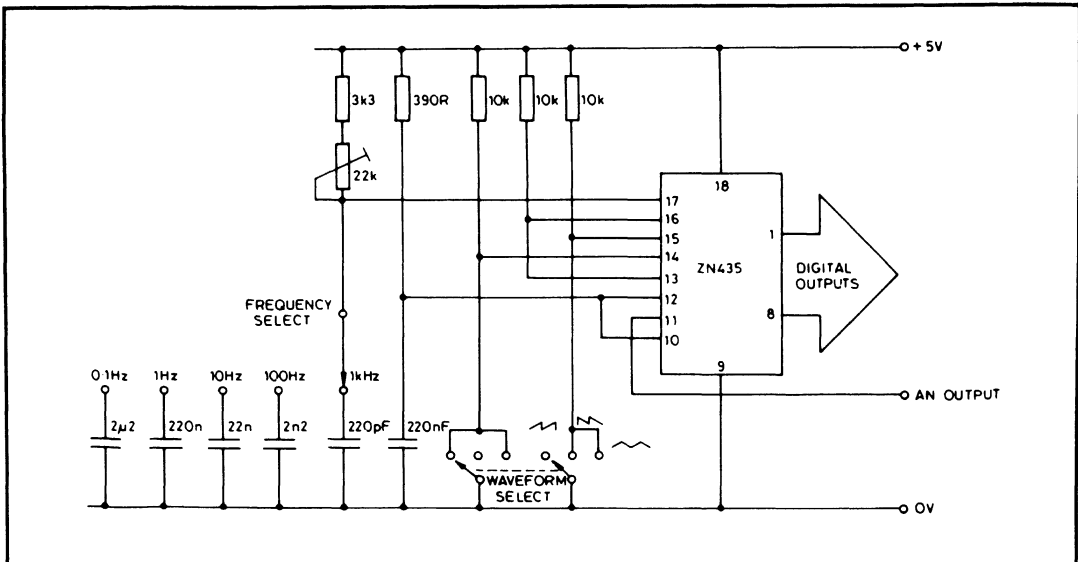 +5V
3k3
390R
10k
10k
10k
22k
18
17
16
15
14
13
12
11
10
ZN435
1
8
9
DIGITAL
OUTPUTS
FREQUENCY
SELECT
0·1Hz
1Hz
10Hz
100Hz
1kHz
AN OUTPUT
2μ2
220n
22n
2n2
220pF
220nF
WAVEFORM
SELECT
0V